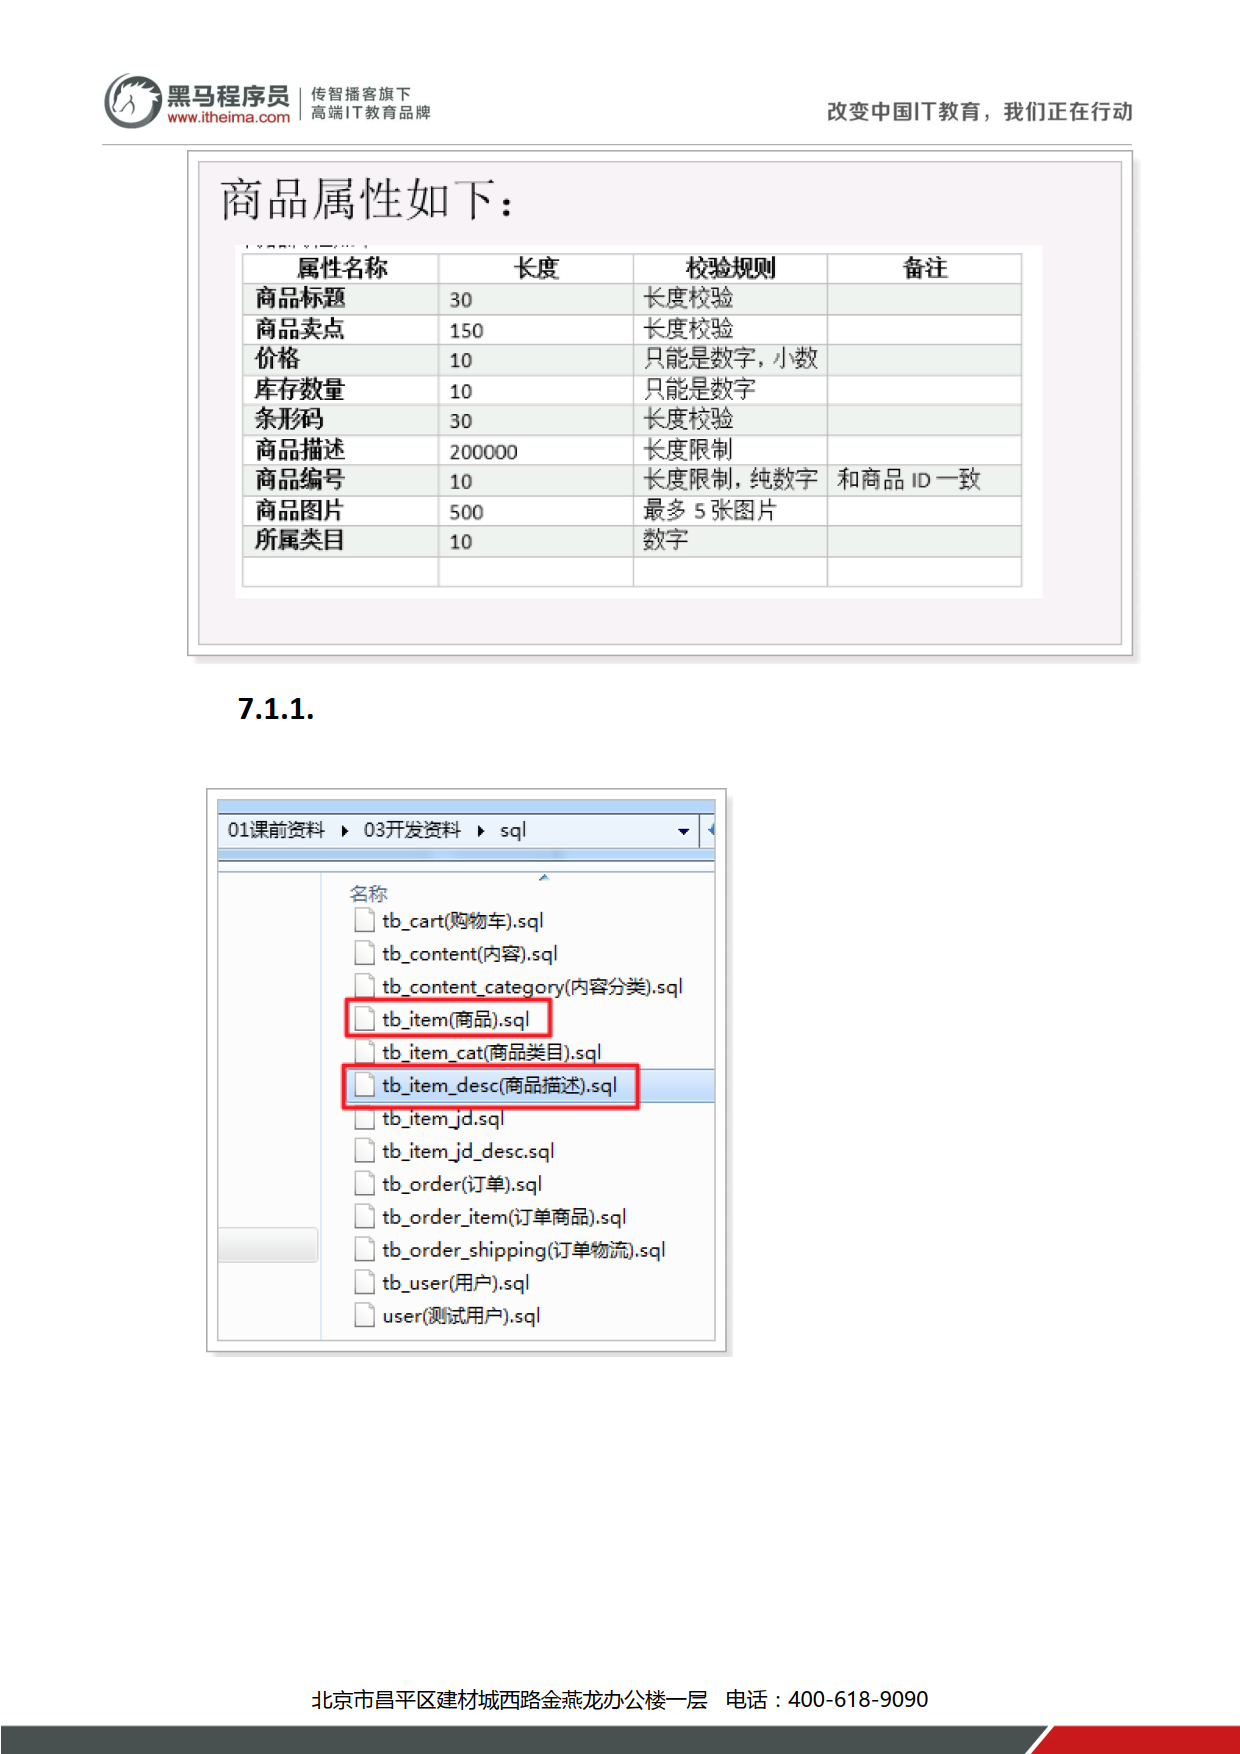 黑马程序员
www.itheima.com
传智播客旗下
高端IT教育品牌
改变中国IT教育，我们正在行动
商品属性如下：
属性名称 长度 校验规则 备注
商品标题 30 长度校验
商品卖点 150 长度校验
价格 10 只能是数字，小数
库存数量 10 只能是数字
条形码 30 长度校验
商品描述 200000 长度限制
商品编号 10 长度限制，纯数字 和商品 ID 一致
商品图片 500 最多 5 张图片
所属类目 10 数字
7.1.1.
01课前资料 03开发资料 sql
名称
tb_cart(购物车).sql
tb_content(内容).sql
tb_content_category(内容分类).sql
tb_item(商品).sql
tb_item_cat(商品类目).sql
tb_item_desc(商品描述).sql
tb_item_jd.sql
tb_item_jd_desc.sql
tb_order(订单).sql
tb_order_item(订单商品).sql
tb_order_shipping(订单物流).sql
tb_user(用户).sql
user(测试用户).sql
北京市昌平区建材城西路金燕龙办公楼一层 电话：400-618-9090